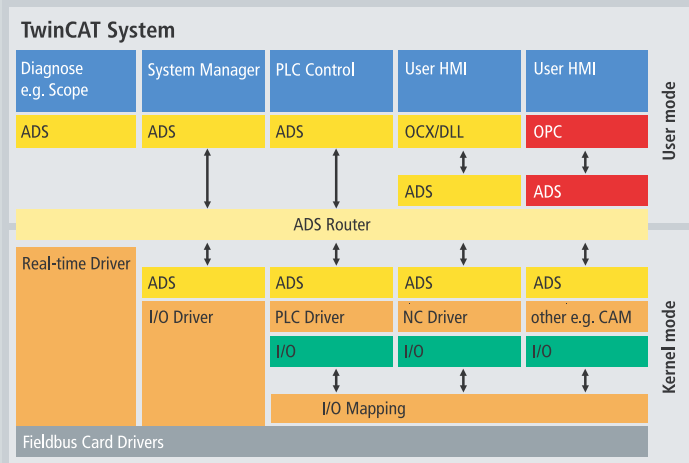 TwinCAT System
Diagnose
e.g. Scope
System Manager
PLC Control
User HMI
User HMI
ADS
ADS
ADS
OCX/DLL
OPC
ADS
ADS
User mode
ADS Router
Real-time Driver
ADS
ADS
ADS
ADS
I/O Driver
PLC Driver
NC Driver
other e.g. CAM
I/O
I/O
I/O
I/O Mapping
Kernel mode
Fieldbus Card Drivers